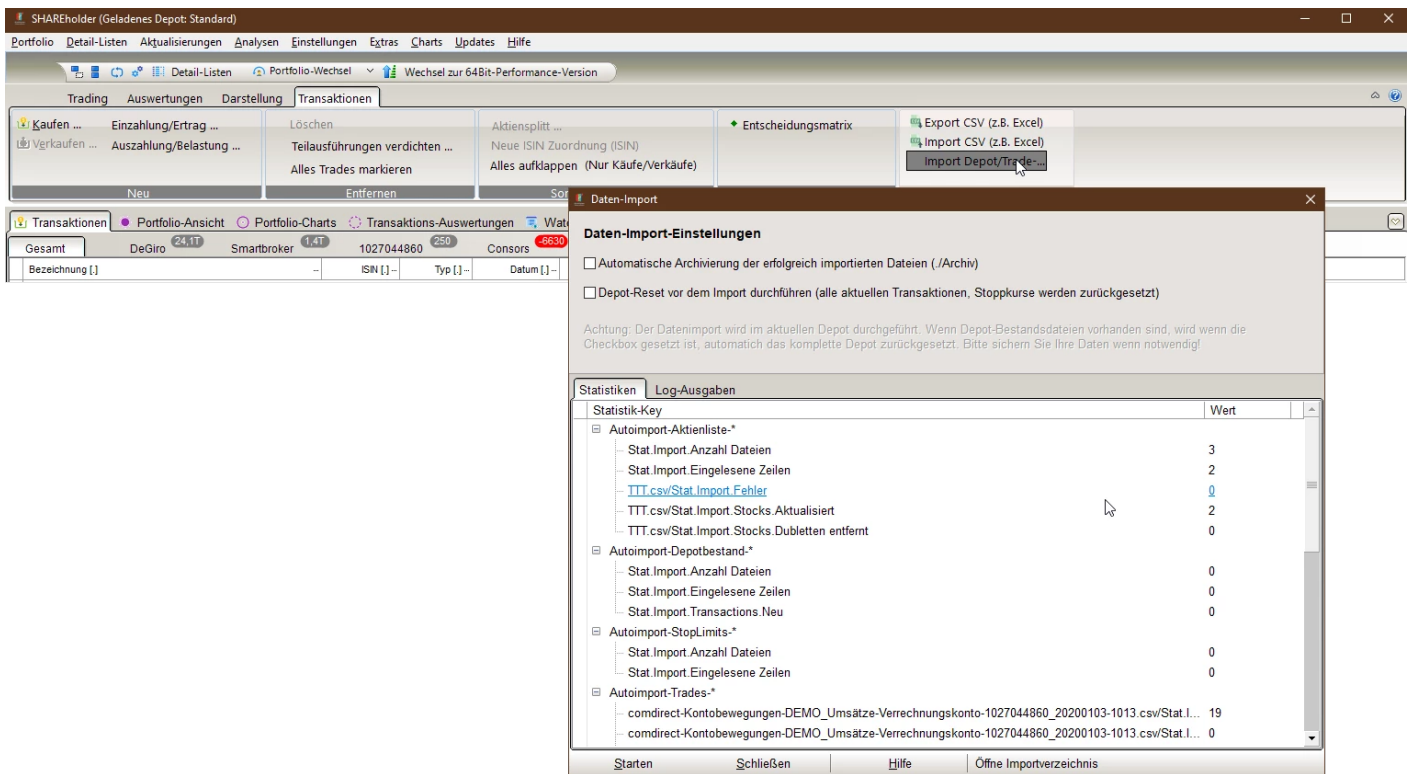 SHAREholder (Geladenes Depot: Standard)
Portfolio Detail-Listen Aktualisierungen Analysen Einstellungen Extras Charts Updates Hilfe
Detail-Listen Portfolio-Wechsel Wechsel zur 64Bit-Performance-Version
Trading Auswertungen Darstellung Transaktionen
Kaufen ... Einzahlung/Ertrag ... Löschen Aktiensplitt ... Entscheidungsmatrix Export CSV (z.B. Excel)
Verkaufen ... Auszahlung/Belastung ... Teilausführungen verdichten ... Neue ISIN Zuordnung (ISIN) Import CSV (z.B. Excel)
Alles Trades markieren Alles aufklappen (Nur Käufe/Verkäufe) Import Depot/Trade-...
Neu Entfernen
Transaktionen Portfolio-Ansicht Portfolio-Charts Transaktions-Auswertungen
Gesamt DeGiro 24,1T Smartbroker 1,4T 1027044860 250 Consors -6630
Bezeichnung [.] ISIN [.] Typ [.] Datum [.]
Daten-Import
Daten-Import-Einstellungen
Automatische Archivierung der erfolgreich importierten Dateien (./Archiv)
Depot-Reset vor dem Import durchführen (alle aktuellen Transaktionen, Stoppkurse werden zurückgesetzt)
Achtung: Der Datenimport wird im aktuellen Depot durchgeführt. Wenn Depot-Bestandsdateien vorhanden sind, wird wenn die
Checkbox gesetzt ist, automatich das komplette Depot zurückgesetzt. Bitte sichern Sie Ihre Daten wenn notwendig!
Statistiken Log-Ausgaben
Statistik-Key Wert
Autoimport-Aktienliste-*
Stat.Import.Anzahl Dateien 3
Stat.Import.Eingelesene Zeilen 2
TTT.csv/Stat.Import.Fehler 0
TTT.csv/Stat.Import.Stocks.Aktualisiert 2
TTT.csv/Stat.Import.Stocks.Dubletten entfernt 0
Autoimport-Depotbestand-*
Stat.Import.Anzahl Dateien 0
Stat.Import.Eingelesene Zeilen 0
Stat.Import.Transactions.Neu 0
Autoimport-StopLimits-*
Stat.Import.Anzahl Dateien 0
Stat.Import.Eingelesene Zeilen 0
Autoimport-Trades-*
comdirect-Kontobewegungen-DEMO_Umsätze-Verrechnungskonto-1027044860_20200103-1013.csv/Stat.I... 19
comdirect-Kontobewegungen-DEMO_Umsätze-Verrechnungskonto-1027044860_20200103-1013.csv/Stat.I... 0
Starten Schließen Hilfe Öffne Importverzeichnis